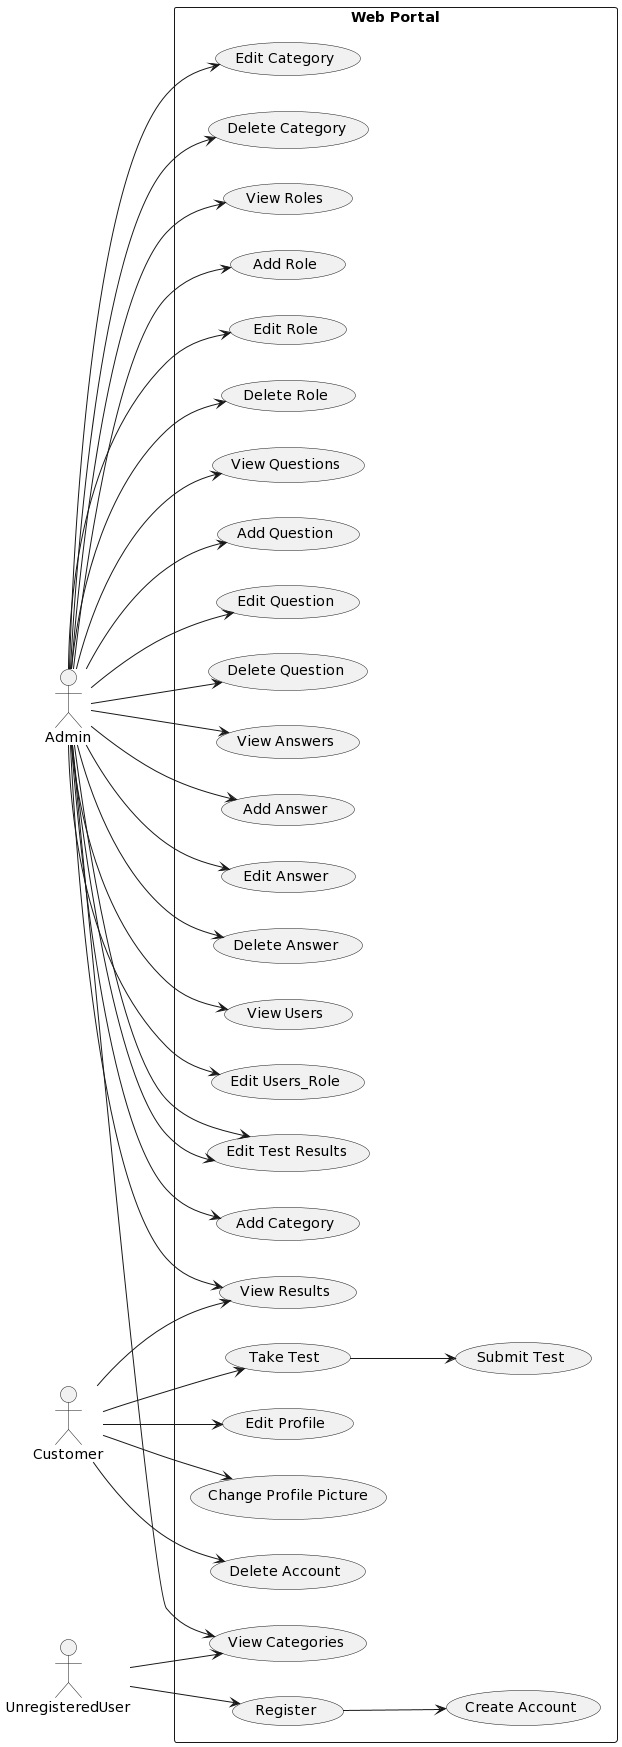 Web Portal
Edit Category
Delete Category
View Roles
Add Role
Edit Role
Delete Role
View Questions
Add Question
Edit Question
Delete Question
Admin
View Answers
Add Answer
Edit Answer
Delete Answer
View Users
Edit Users_Role
Edit Test Results
Add Category
View Results
Take Test
Submit Test
Edit Profile
Customer
Change Profile Picture
Delete Account
View Categories
UnregisteredUser
Register
Create Account